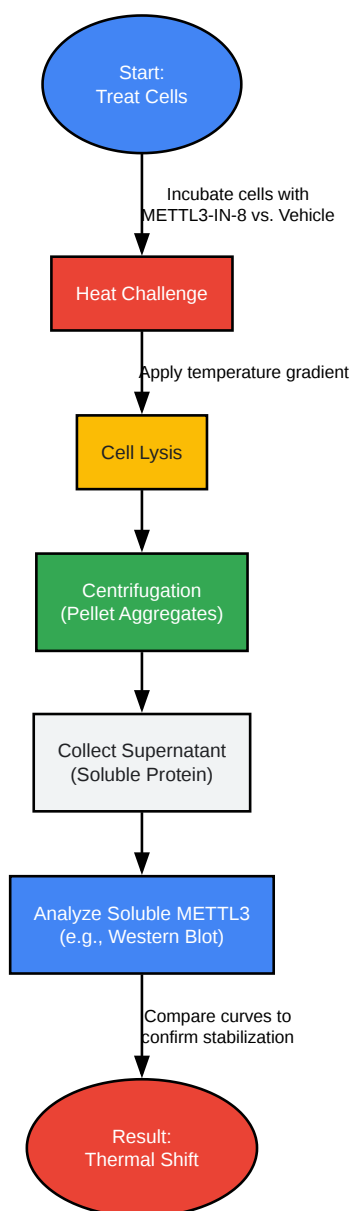 Start:
Treat Cells
Incubate cells with
METTL3-IN-8 vs. Vehicle
Heat Challenge
Apply temperature gradient
Cell Lysis
Centrifugation
(Pellet Aggregates)
Collect Supernatant
(Soluble Protein)
Analyze Soluble METTL3
(e.g., Western Blot)
Compare curves to
confirm stabilization
Result:
Thermal Shift